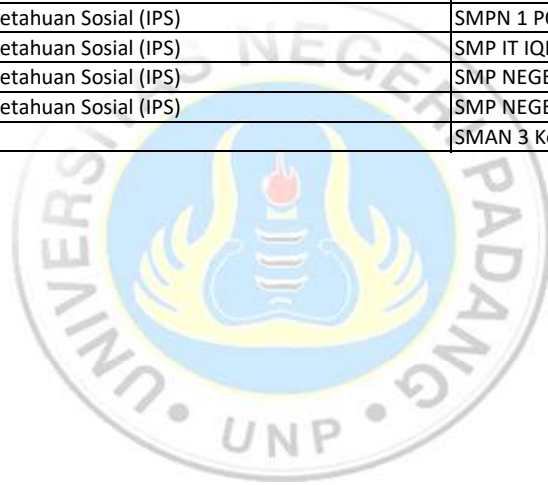 etahuan Sosial (IPS) SMPN 1 P
etahuan Sosial (IPS) SMP IT IQ
etahuan Sosial (IPS) SMP NEGE
etahuan Sosial (IPS) SMP NEGE
SMAN 3 K
UNIVERSITAS NEGERI PADANG
UNP